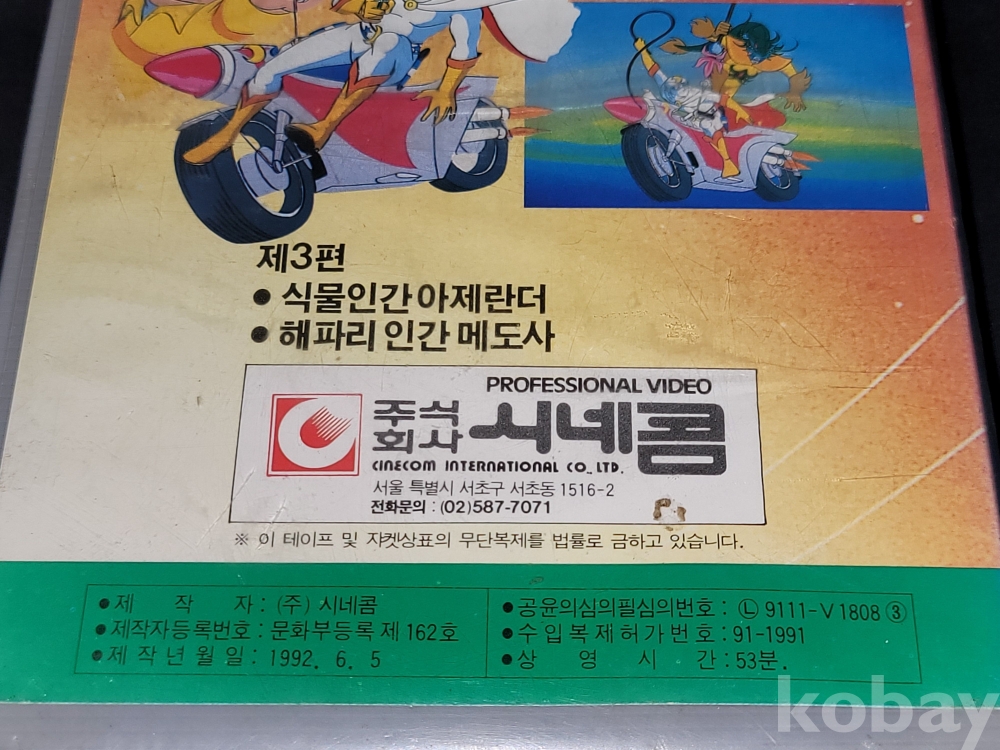 제3편
● 식물인간 아제란더
● 해파리 인간 메도사
PROFESSIONAL VIDEO
주식회사 시네콤
CINECOM INTERNATIONAL CO., LTD.
서울 특별시 서초구 서초동 1516-2
전화문의 : (02)587-7071
※ 이 테이프 및 자켓상표의 무단복제를 법률로 금하고 있습니다.
● 제 작 자 : (주) 시네콤
● 제작자등록번호 : 문화부등록 제 162호
● 제 작 년 월 일 : 1992. 6. 5
● 공윤의심의필심의번호 : Ⓛ 9111-V 1808 ③
● 수 입 복 제 허 가 번 호 : 91-1991
● 상 영 시 간 : 53분.
kobay